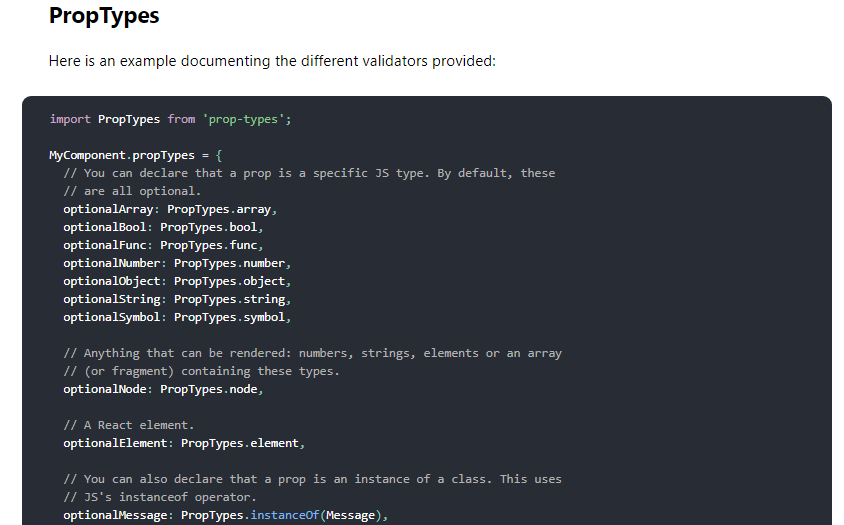 PropTypes
Here is an example documenting the different validators provided:
import PropTypes from 'prop-types';
MyComponent.propTypes = {
// You can declare that a prop is a specific JS type. By default, these
// are all optional.
optionalArray: PropTypes.array,
optionalBool: PropTypes.bool,
optionalFunc: PropTypes.func,
optionalNumber: PropTypes.number,
optionalObject: PropTypes.object,
optionalString: PropTypes.string,
optionalSymbol: PropTypes.symbol,
// Anything that can be rendered: numbers, strings, elements or an array
// (or fragment) containing these types.
optionalNode: PropTypes.node,
// A React element.
optionalElement: PropTypes.element,
// You can also declare that a prop is an instance of a class. This uses
// JS's instanceof operator.
optionalMessage: PropTypes.instanceOf(Message),